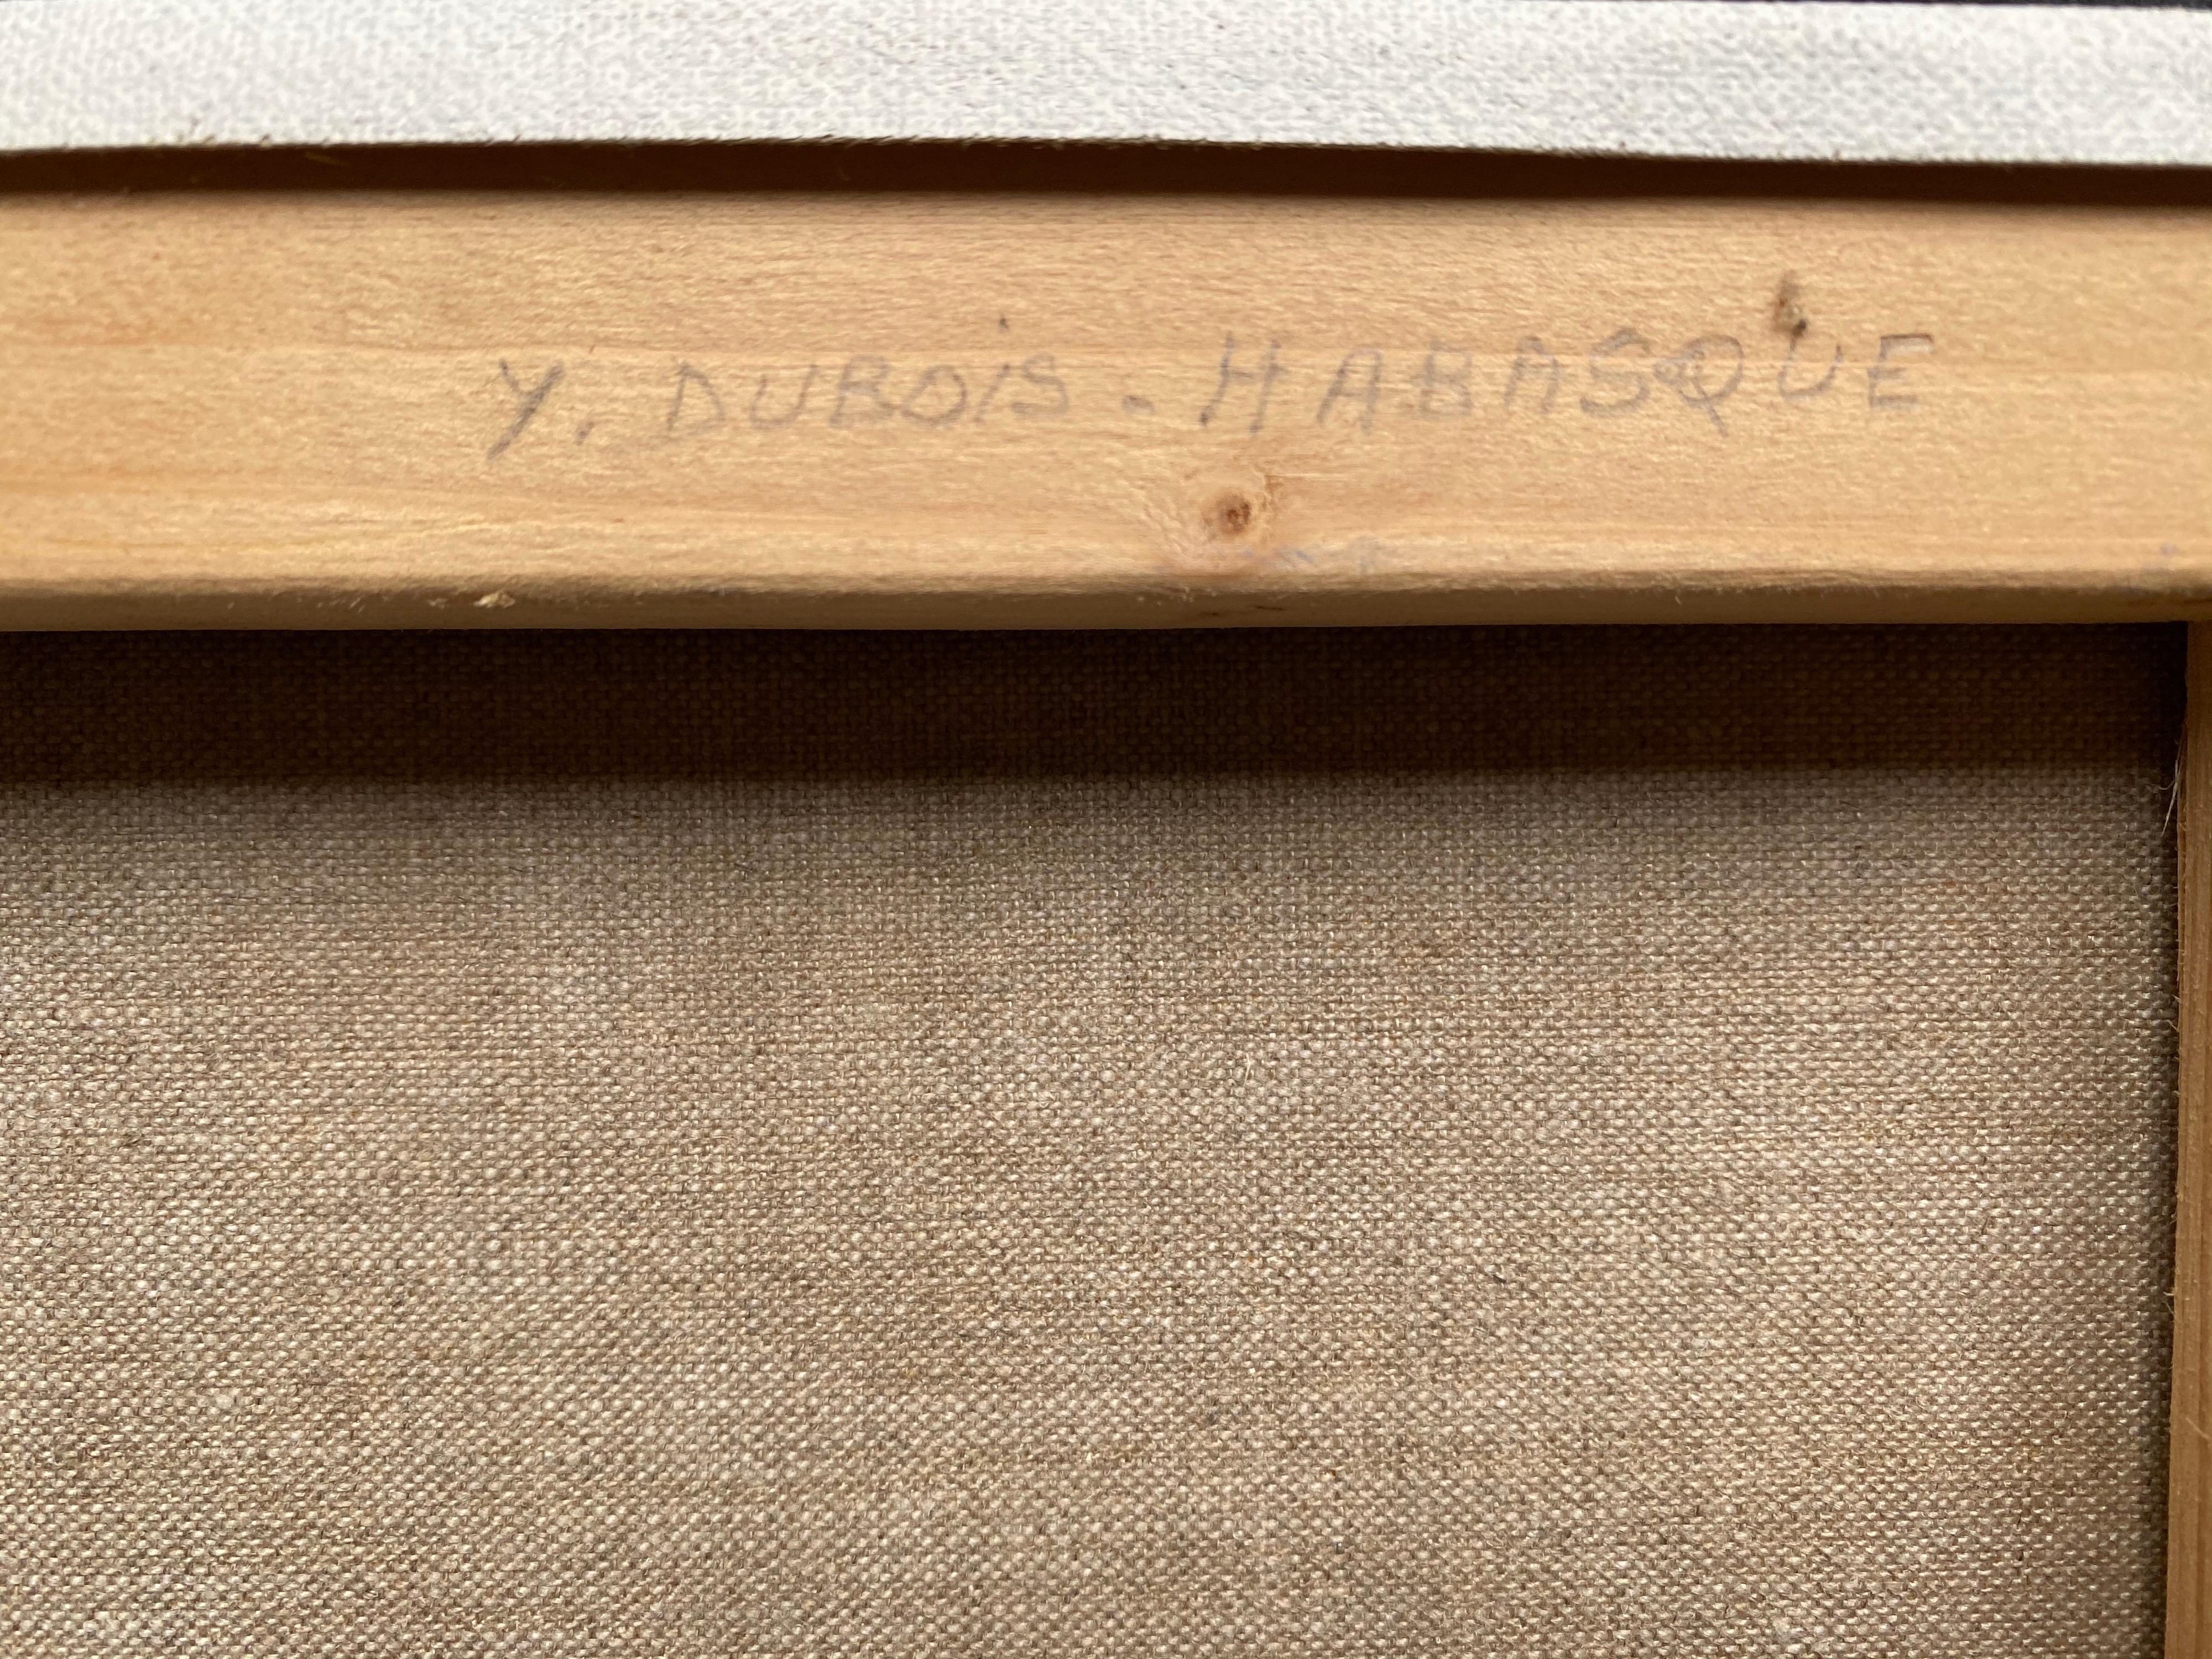 Y. DUBOiS - HABASQUE